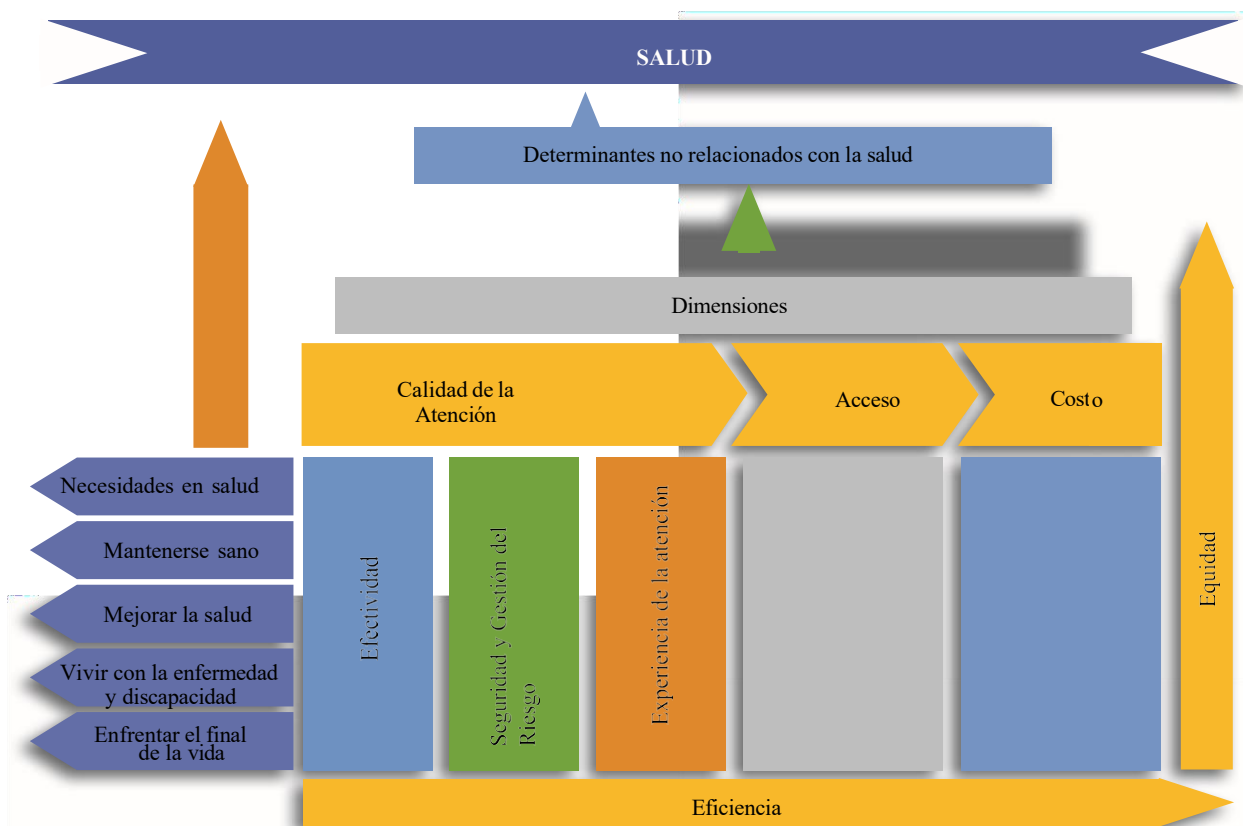 SALUD
Determinantes no relacionados con la salud
Dimensiones
Calidad de la
Atención
Acceso
Costo
Necesidades en salud
Mantenerse sano
Mejorar la salud
Vivir con la enfermedad
y discapacidad
Enfrentar el final
de la vida
Efectividad
Seguridad y Gestión del
Riesgo
Experiencia de la atención
Equidad
Eficiencia